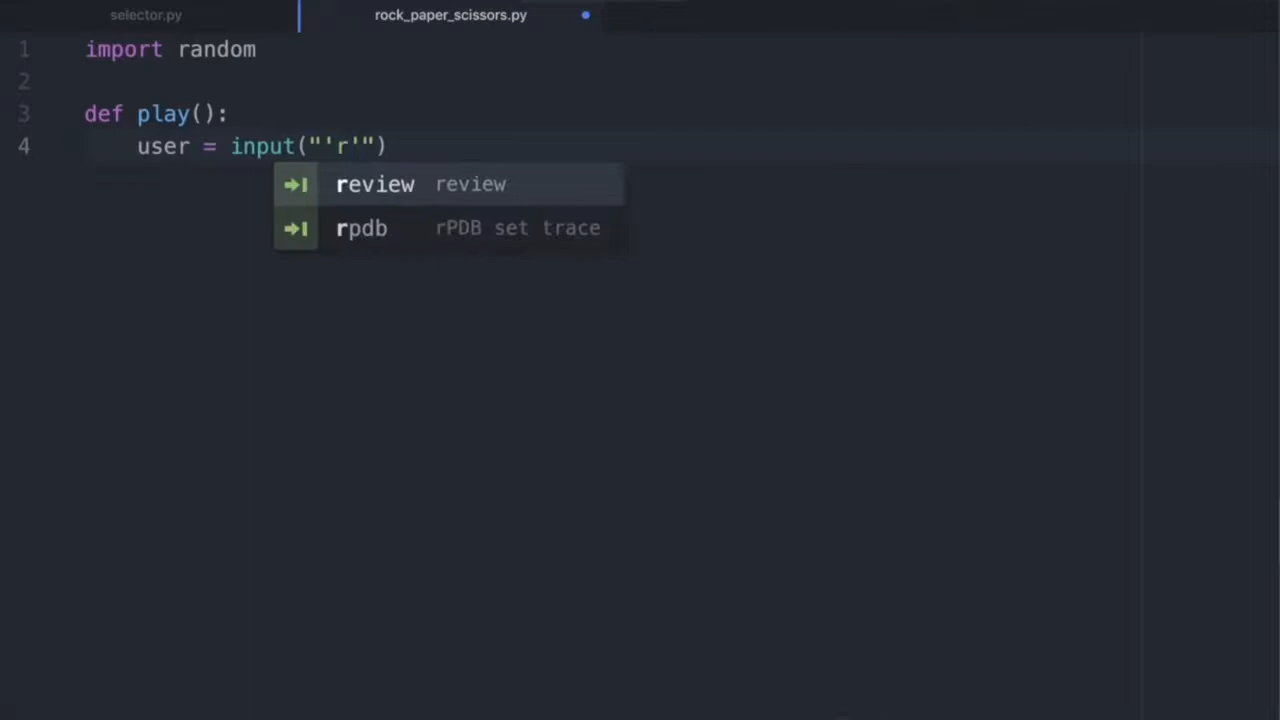 selector.py rock_paper_scissors.py
1 import random
2
3 def play():
4     user = input("'r'")
review review
rpdb rPDB set trace